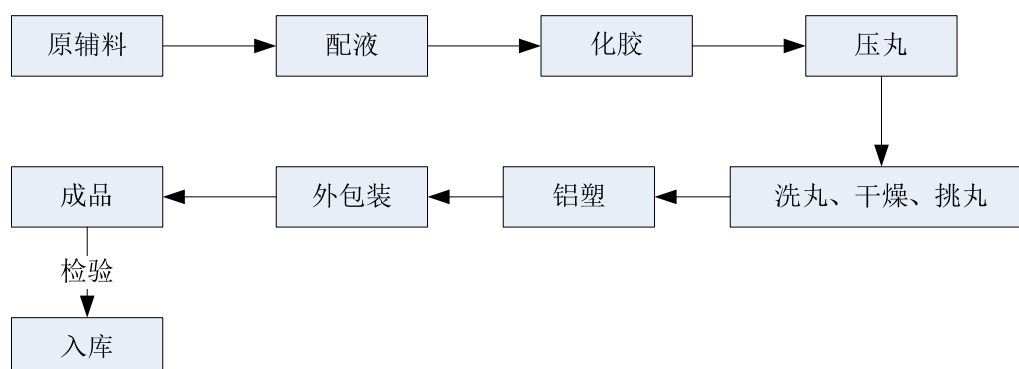 原辅料
配液
化胶
压丸
洗丸、干燥、挑丸
铝塑
外包装
成品
检验
入库